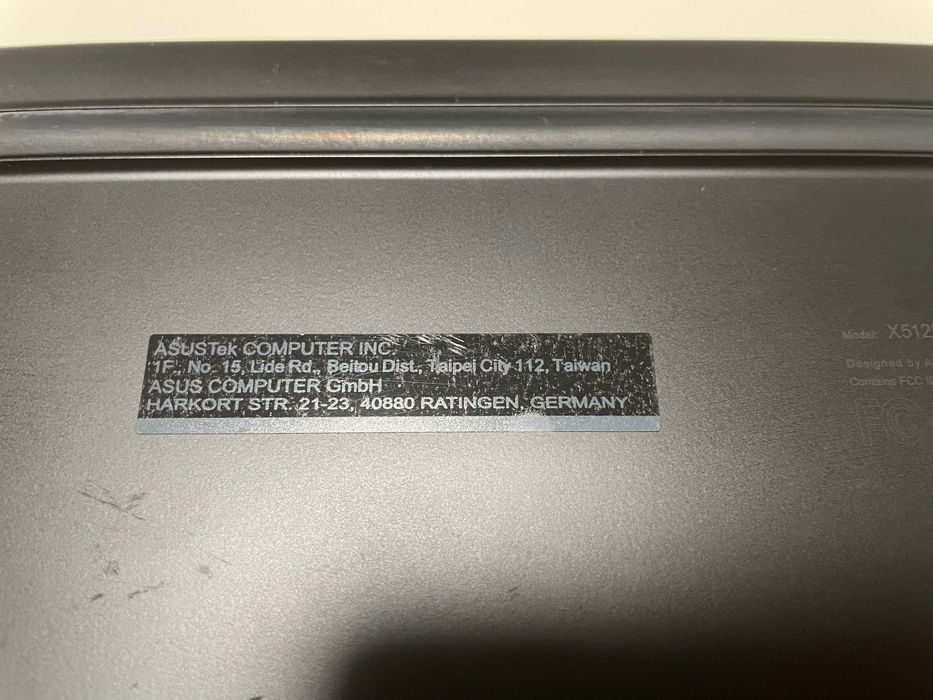 ASUSTek COMPUTER INC.
1F., No. 15, Lide Rd., Beitou Dist., Taipei City 112, Taiwan
ASUS COMPUTER GmbH
HARKORT STR. 21-23, 40880 RATINGEN, GERMANY
Model: X512
Designed by A
Contains FCC I
FC